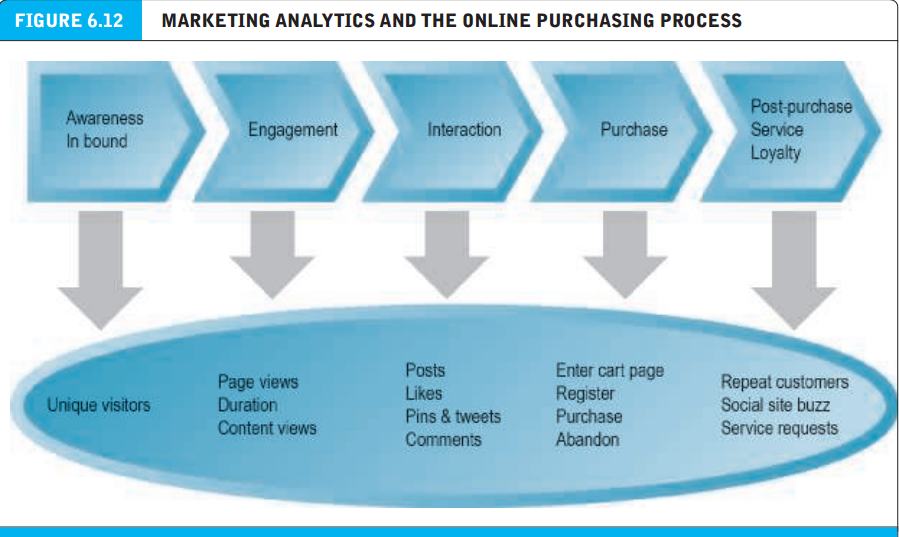 FIGURE 6.12
MARKETING ANALYTICS AND THE ONLINE PURCHASING PROCESS
Awareness
In bound
Engagement
Interaction
Purchase
Post-purchase
Service
Loyalty
Unique visitors
Page views
Duration
Content views
Posts
Likes
Pins & tweets
Comments
Enter cart page
Register
Purchase
Abandon
Repeat customers
Social site buzz
Service requests